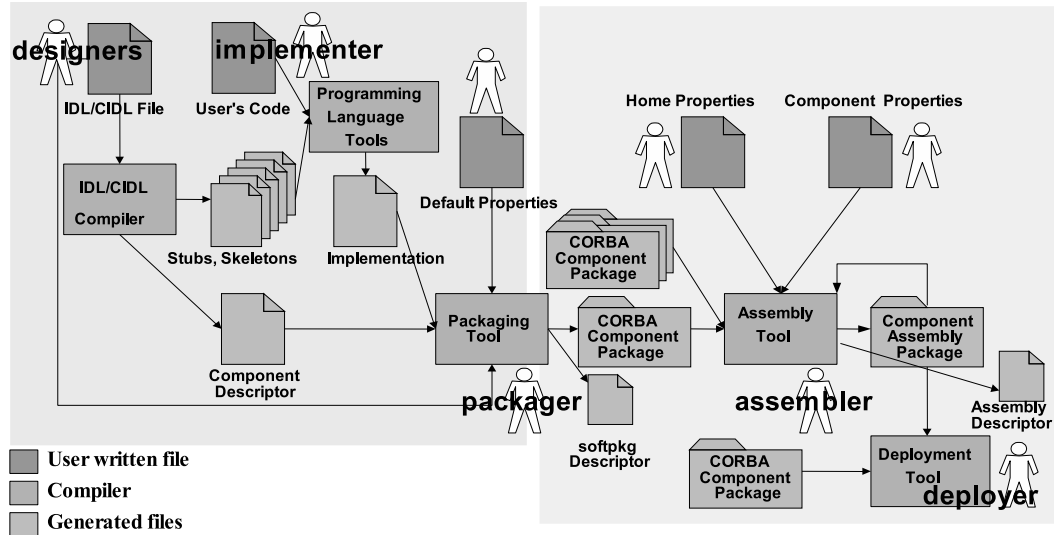 designers
implementer
IDL/CIDL File
User's Code
Programming
Language
Tools
Home Properties
Component Properties
IDL/CIDL
Compiler
Stubs, Skeletons
Implementation
Default Properties
CORBA
Component
Package
Packaging
Tool
CORBA
Component
Package
Assembly
Tool
Component
Assembly
Package
Component
Descriptor
packager
assembler
Assembly
Descriptor
softpkg
Descriptor
CORBA
Component
Package
Deployment
Tool
deployer
User written file
Compiler
Generated files